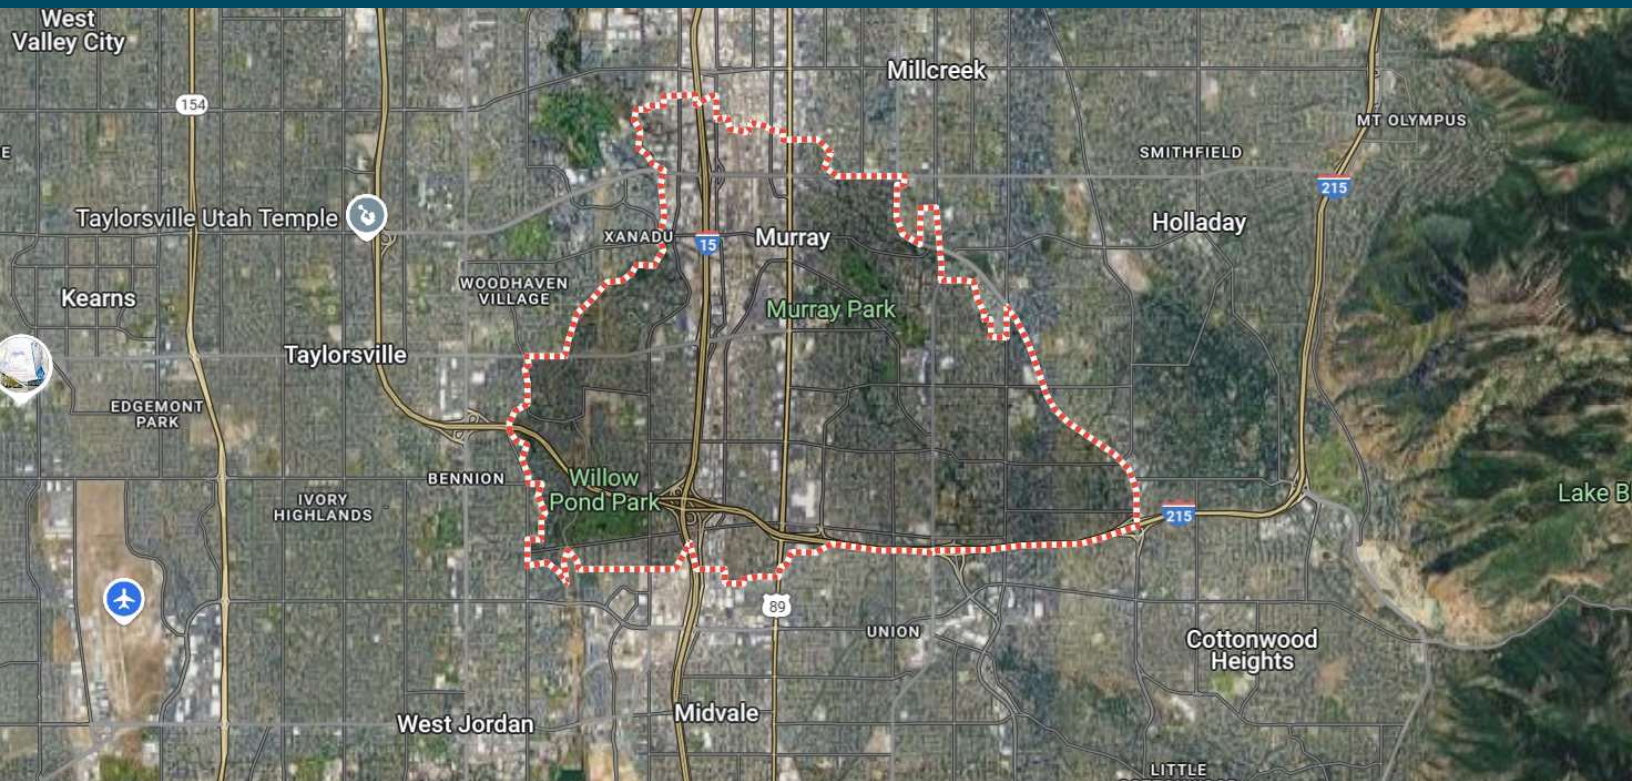 West
Valley City
Millcreek
154
MT OLYMPUS
E
SMITHFIELD
215
Taylorsville Utah Temple
XANADU
15
Murray
Holladay
WOODHAVEN
VILLAGE
Kearns
Murray Park
Taylorsville
EDGEMONT
PARK
BENNION
Willow
Pond Park
IVORY
HIGHLANDS
Lake B
215
89
UNION
Cottonwood
Heights
West Jordan
Midvale
LITTLE